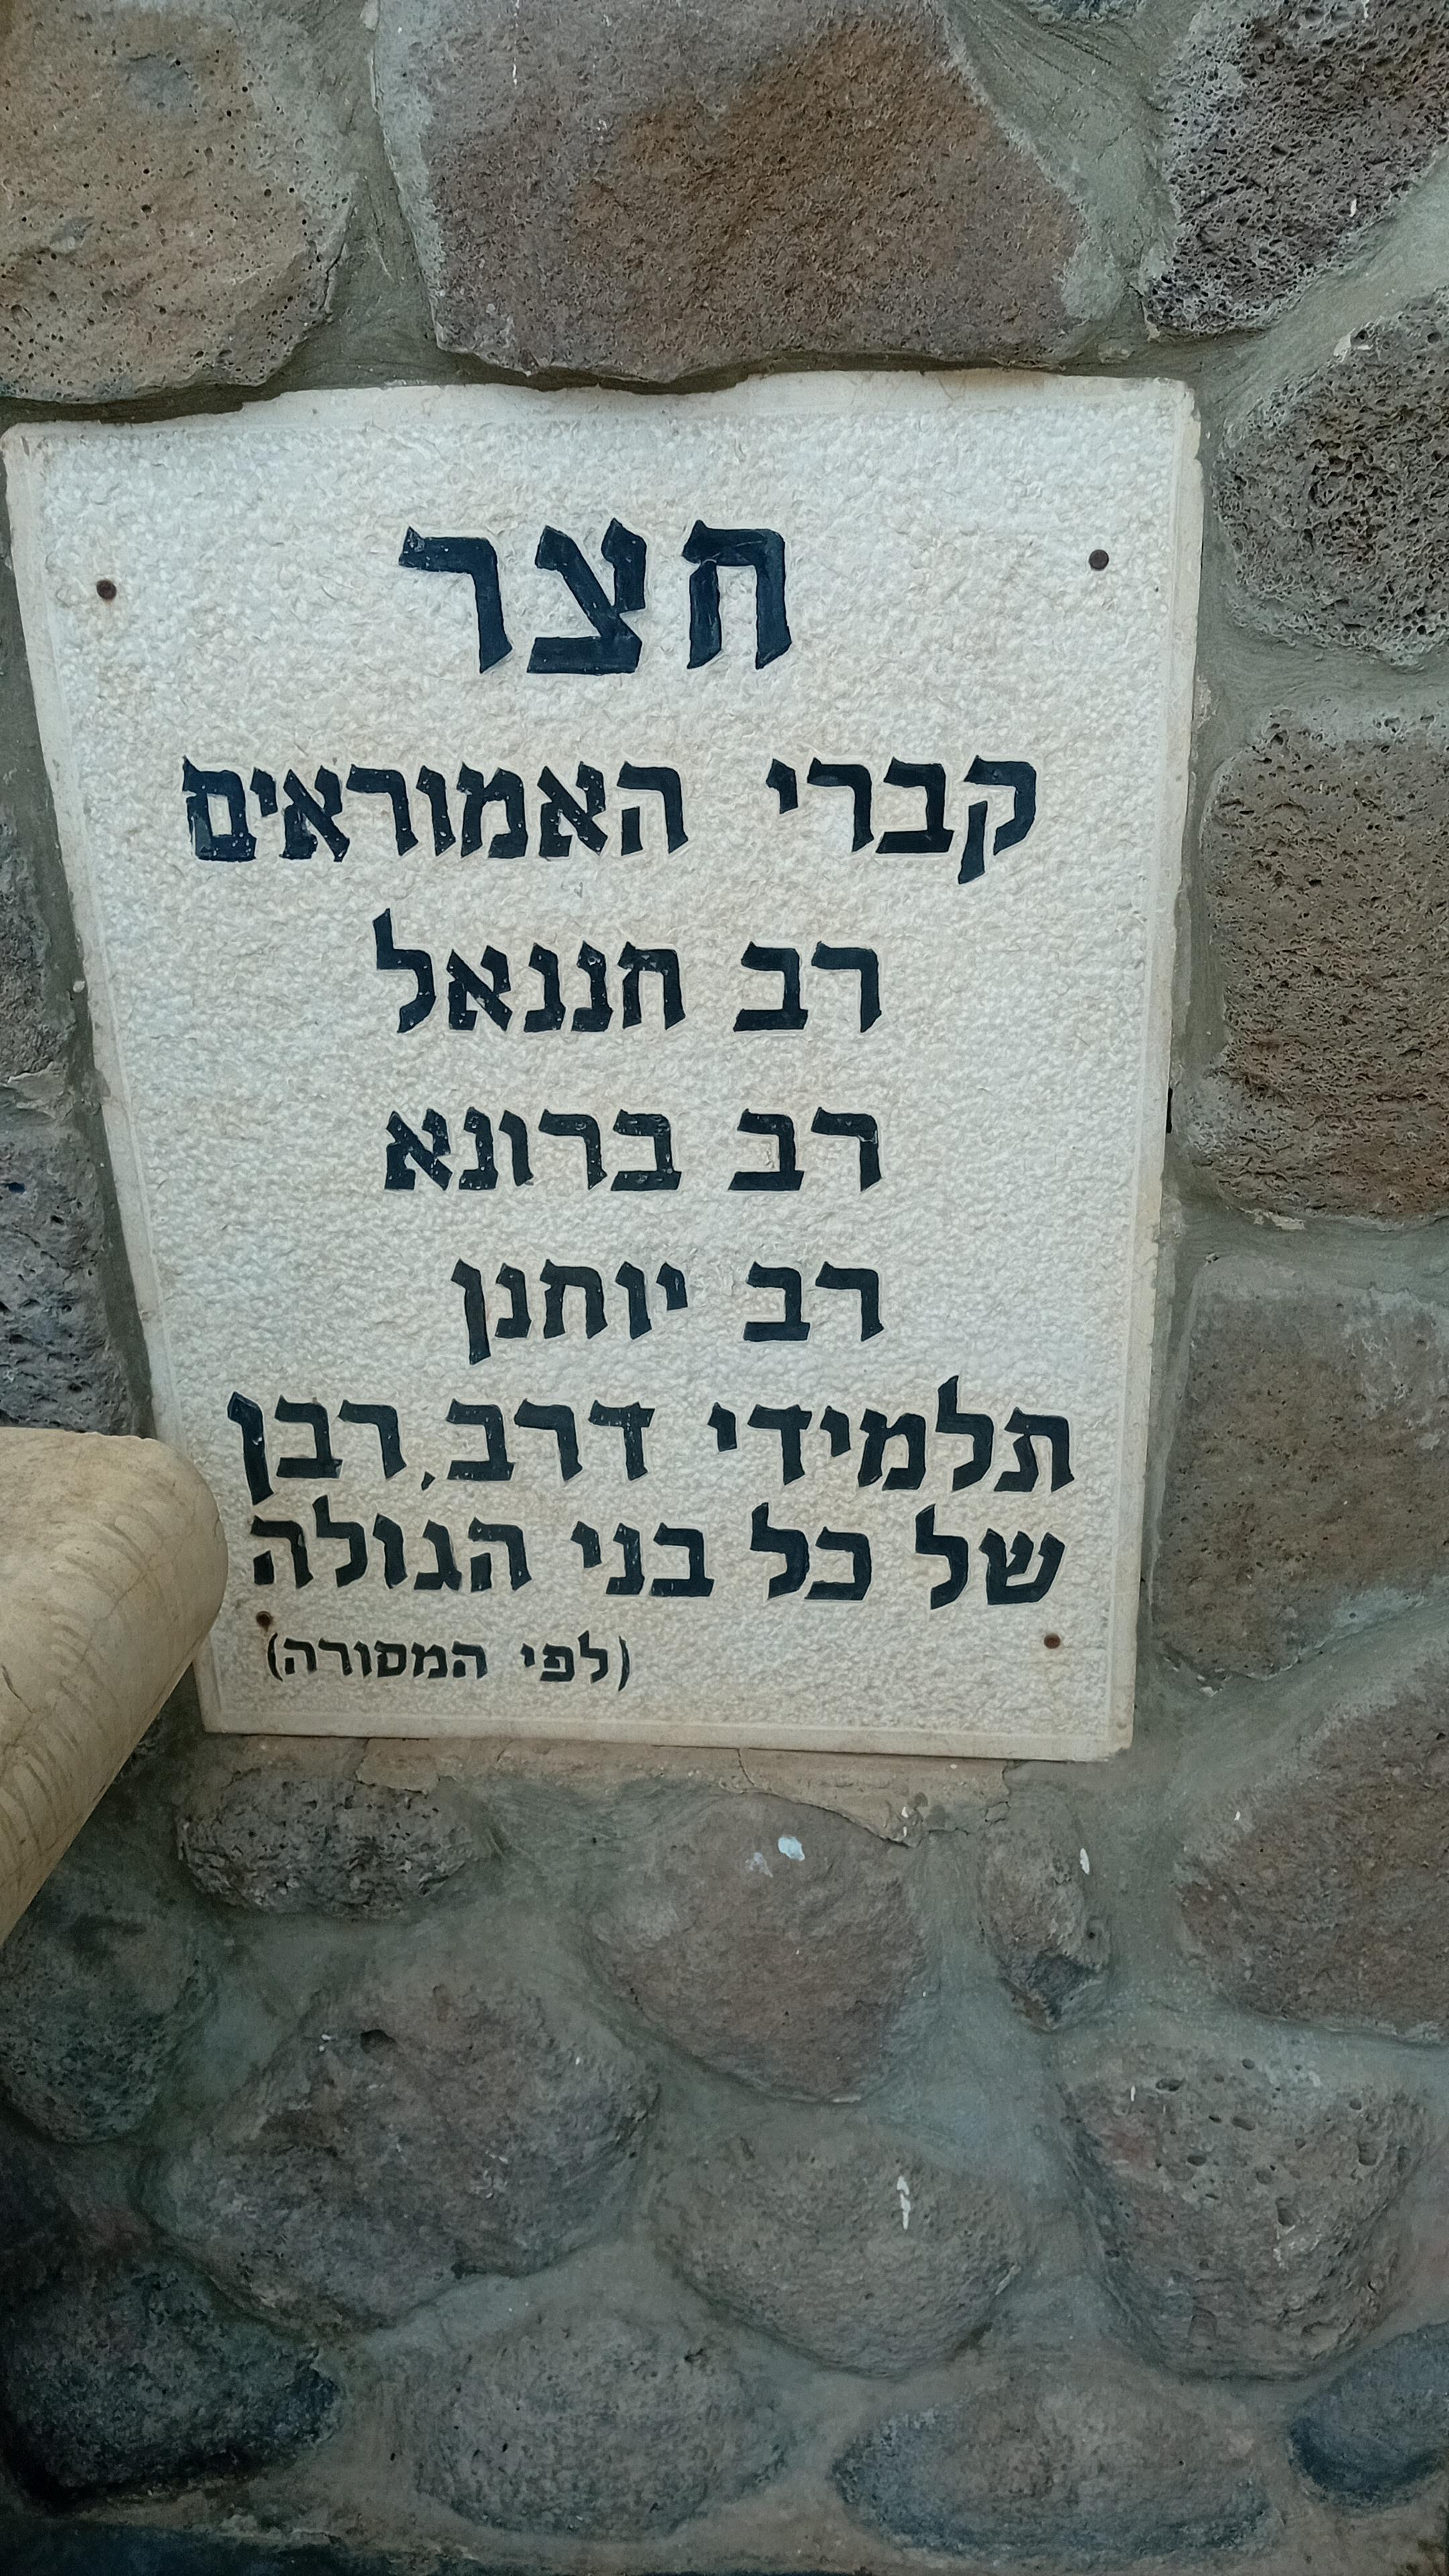 חצר
קברי האמוראים
רב חננאל
רב ברונא
רב יוחנן
תלמידי דרב, רבן
של כל בני הגולה
(לפי המסורה)